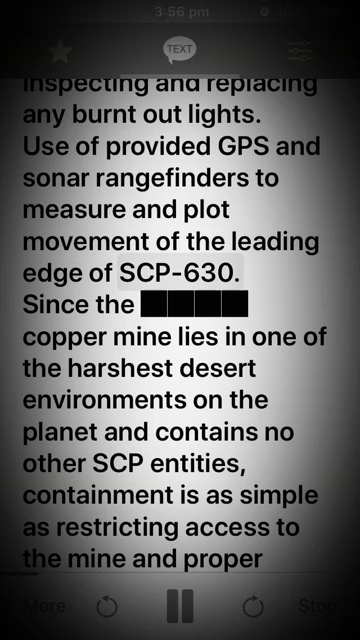 3:56 pm
TEXT
inspecting and replacing
any burnt out lights.
Use of provided GPS and
sonar rangefinders to
measure and plot
movement of the leading
edge of SCP-630.
Since the █████
copper mine lies in one of
the harshest desert
environments on the
planet and contains no
other SCP entities,
containment is as simple
as restricting access to
the mine and proper
More
Stop